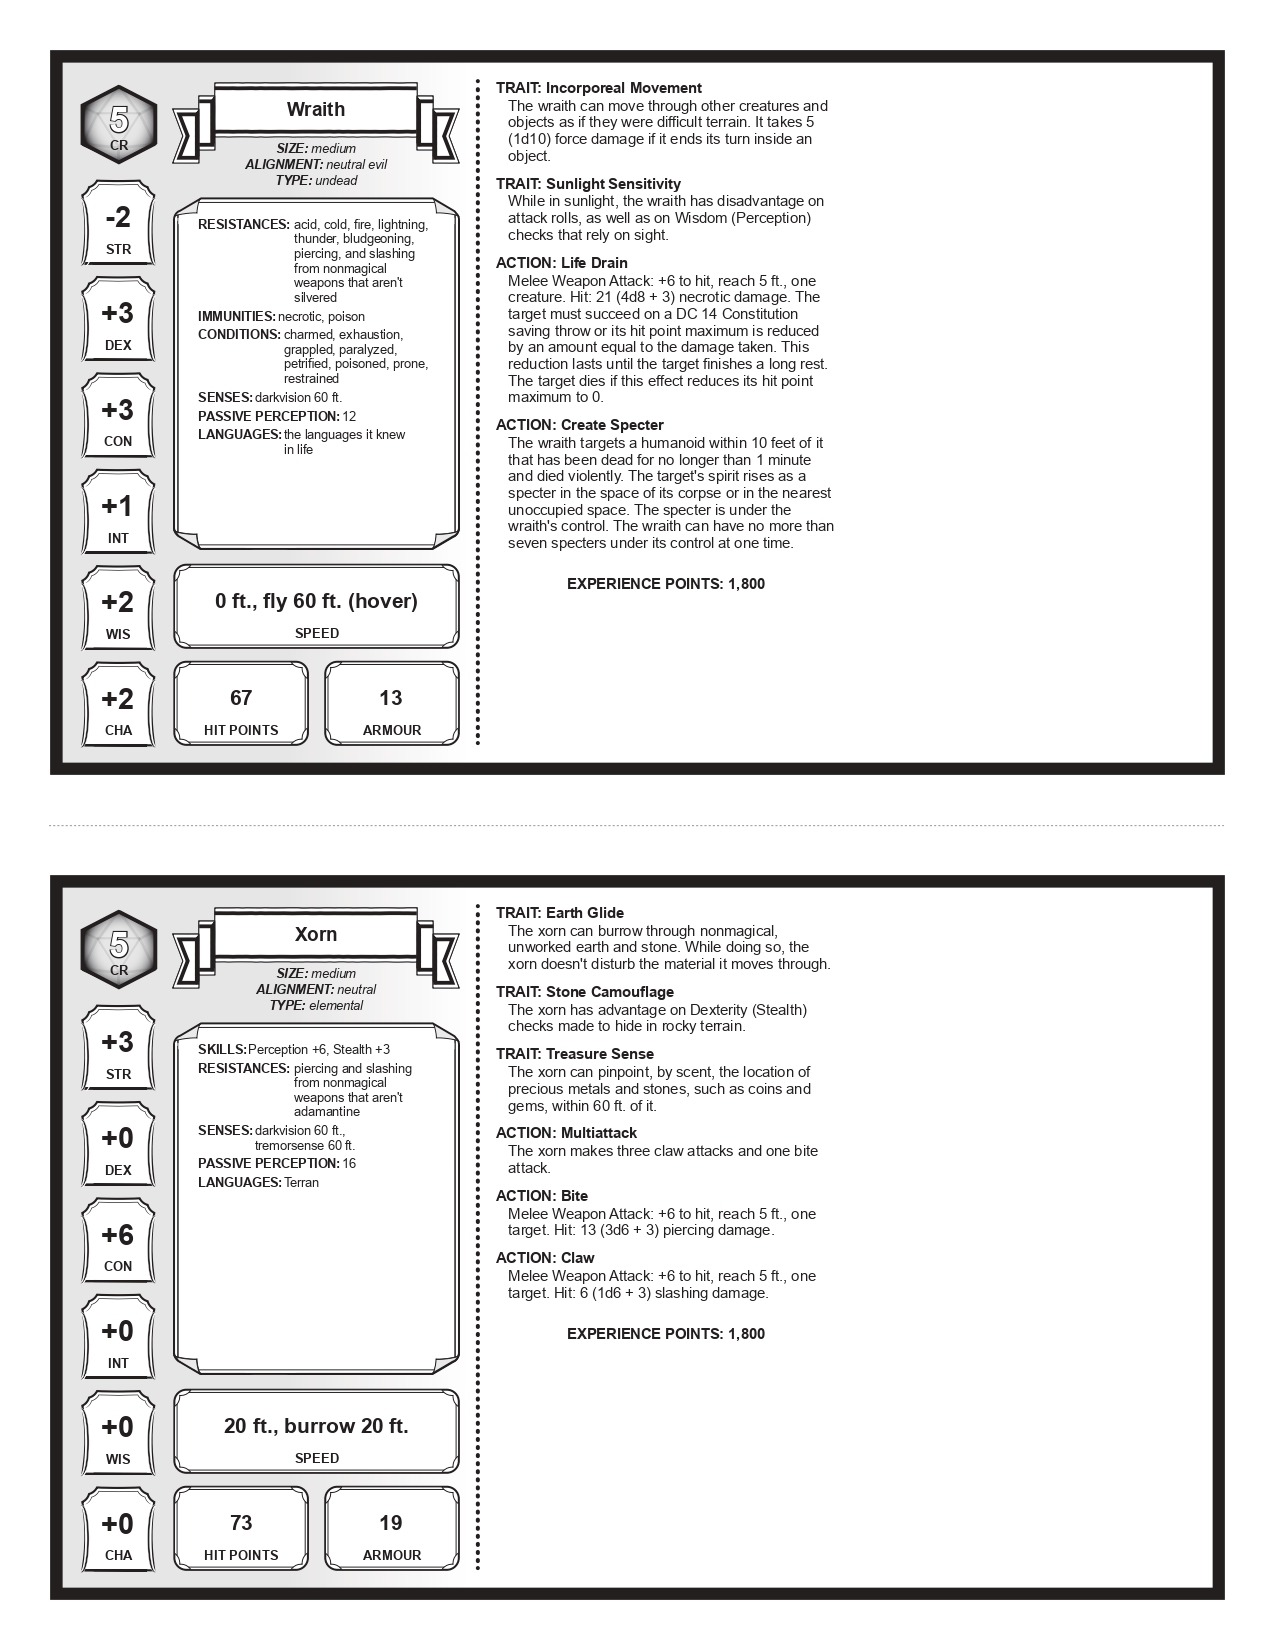 5
CR
Wraith
SIZE: medium
ALIGNMENT: neutral evil
TYPE: undead
-2
STR
+3
DEX
+3
CON
+1
INT
+2
WIS
+2
CHA
RESISTANCES: acid, cold, fire, lightning,
thunder, bludgeoning,
piercing, and slashing
from nonmagical
weapons that aren't
silvered
IMMUNITIES: necrotic, poison
CONDITIONS: charmed, exhaustion,
grappled, paralyzed,
petrified, poisoned, prone,
restrained
SENSES: darkvision 60 ft.
PASSIVE PERCEPTION: 12
LANGUAGES: the languages it knew
in life
0 ft., fly 60 ft. (hover)
SPEED
67
HIT POINTS
13
ARMOUR
TRAIT: Incorporeal Movement
The wraith can move through other creatures and
objects as if they were difficult terrain. It takes 5
(1d10) force damage if it ends its turn inside an
object.
TRAIT: Sunlight Sensitivity
While in sunlight, the wraith has disadvantage on
attack rolls, as well as on Wisdom (Perception)
checks that rely on sight.
ACTION: Life Drain
Melee Weapon Attack: +6 to hit, reach 5 ft., one
creature. Hit: 21 (4d8 + 3) necrotic damage. The
target must succeed on a DC 14 Constitution
saving throw or its hit point maximum is reduced
by an amount equal to the damage taken. This
reduction lasts until the target finishes a long rest.
The target dies if this effect reduces its hit point
maximum to 0.
ACTION: Create Specter
The wraith targets a humanoid within 10 feet of it
that has been dead for no longer than 1 minute
and died violently. The target's spirit rises as a
specter in the space of its corpse or in the nearest
unoccupied space. The specter is under the
wraith's control. The wraith can have no more than
seven specters under its control at one time.
EXPERIENCE POINTS: 1,800
5
CR
Xorn
SIZE: medium
ALIGNMENT: neutral
TYPE: elemental
+3
STR
+0
DEX
+6
CON
+0
INT
+0
WIS
+0
CHA
SKILLS: Perception +6, Stealth +3
RESISTANCES: piercing and slashing
from nonmagical
weapons that aren't
adamantine
SENSES: darkvision 60 ft.,
tremorsense 60 ft.
PASSIVE PERCEPTION: 16
LANGUAGES: Terran
20 ft., burrow 20 ft.
SPEED
73
HIT POINTS
19
ARMOUR
TRAIT: Earth Glide
The xorn can burrow through nonmagical,
unworked earth and stone. While doing so, the
xorn doesn't disturb the material it moves through.
TRAIT: Stone Camouflage
The xorn has advantage on Dexterity (Stealth)
checks made to hide in rocky terrain.
TRAIT: Treasure Sense
The xorn can pinpoint, by scent, the location of
precious metals and stones, such as coins and
gems, within 60 ft. of it.
ACTION: Multiattack
The xorn makes three claw attacks and one bite
attack.
ACTION: Bite
Melee Weapon Attack: +6 to hit, reach 5 ft., one
target. Hit: 13 (3d6 + 3) piercing damage.
ACTION: Claw
Melee Weapon Attack: +6 to hit, reach 5 ft., one
target. Hit: 6 (1d6 + 3) slashing damage.
EXPERIENCE POINTS: 1,800